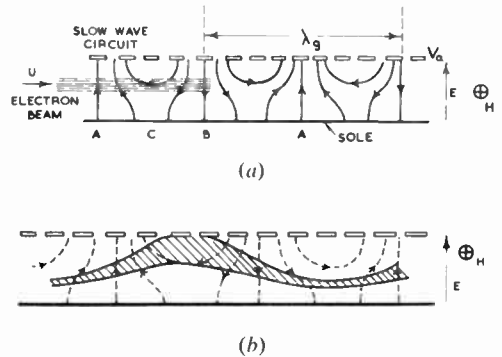 SLOW WAVE
CIRCUIT
λg
Va
U
ELECTRON
BEAM
E
H
A
C
B
A
SOLE
(a)
H
E
(b)